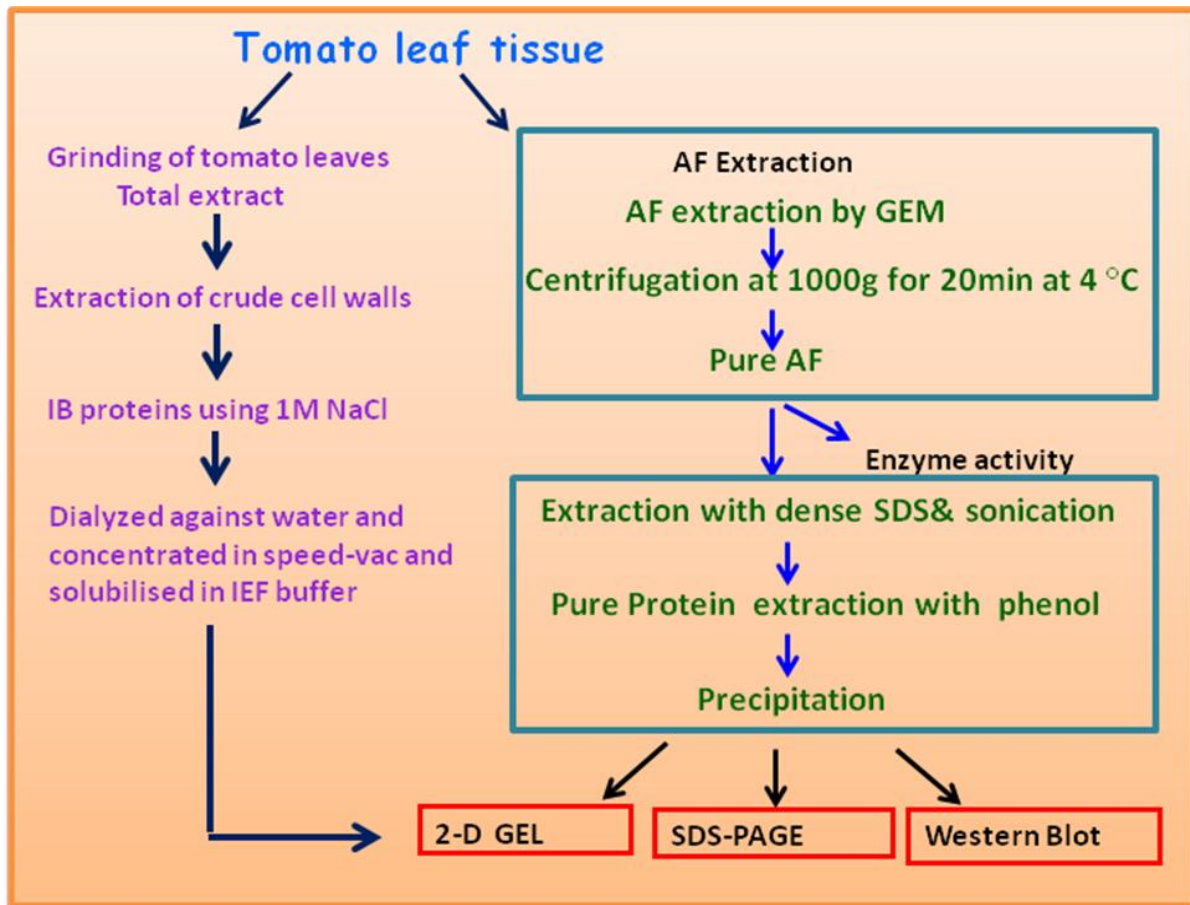 Tomato leaf tissue
Grinding of tomato leaves
Total extract
Extraction of crude cell walls
IB proteins using 1M NaCl
Dialyzed against water and
concentrated in speed-vac and
solubilised in IEF buffer
AF Extraction
AF extraction by GEM
Centrifugation at 1000g for 20min at 4 °C
Pure AF
Enzyme activity
Extraction with dense SDS& sonication
Pure Protein extraction with phenol
Precipitation
2-D GEL
SDS-PAGE
Western Blot